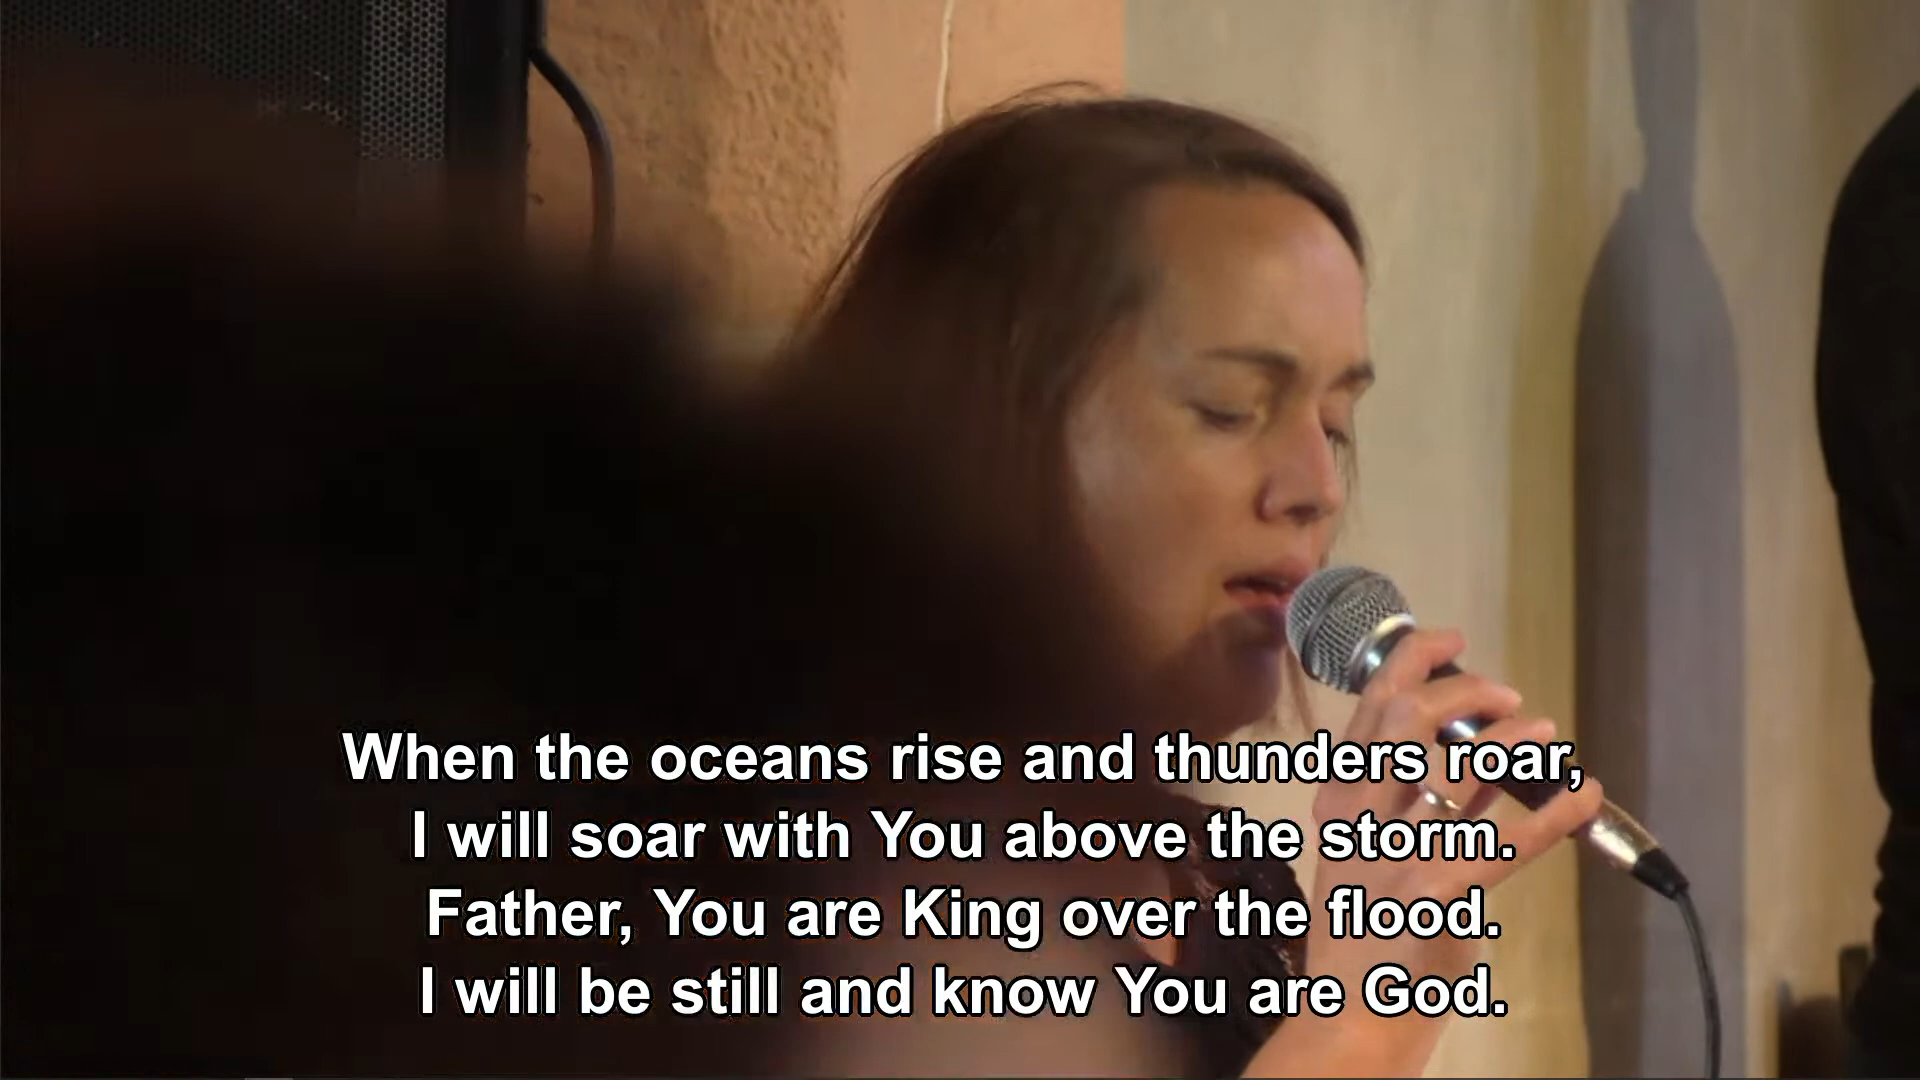 When the oceans rise and thunders roar,
I will soar with You above the storm.
Father, You are King over the flood.
I will be still and know You are God.